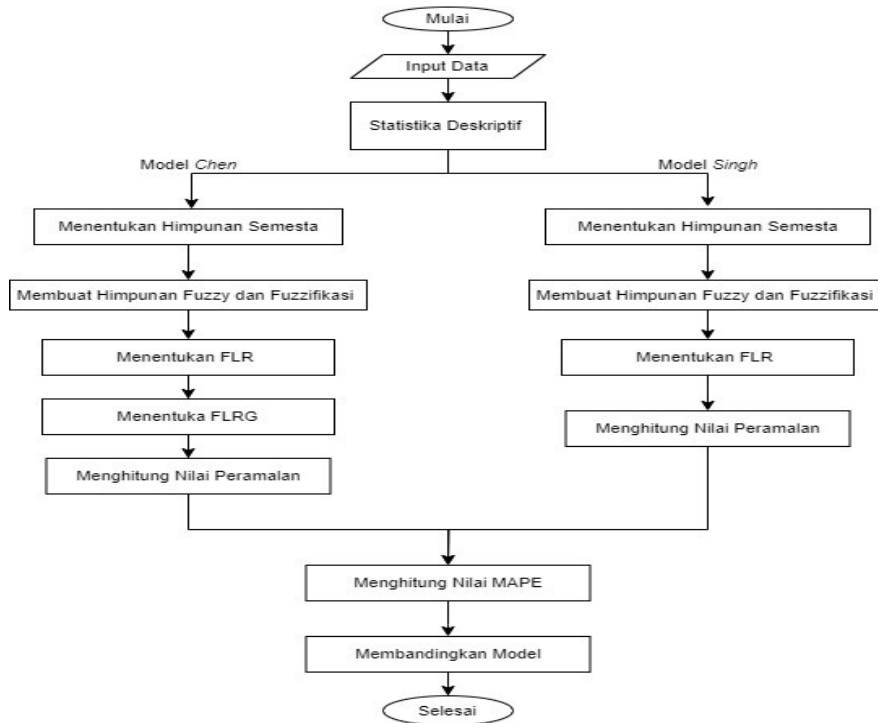 Mulai
Input Data
Statistika Deskriptif
Model Chen
Model Singh
Menentukan Himpunan Semesta
Menentukan Himpunan Semesta
Membuat Himpunan Fuzzy dan Fuzzifikasi
Membuat Himpunan Fuzzy dan Fuzzifikasi
Menentukan FLR
Menentukan FLR
Menentuka FLRG
Menghitung Nilai Peramalan
Menghitung Nilai Peramalan
Menghitung Nilai MAPE
Membandingkan Model
Selesai